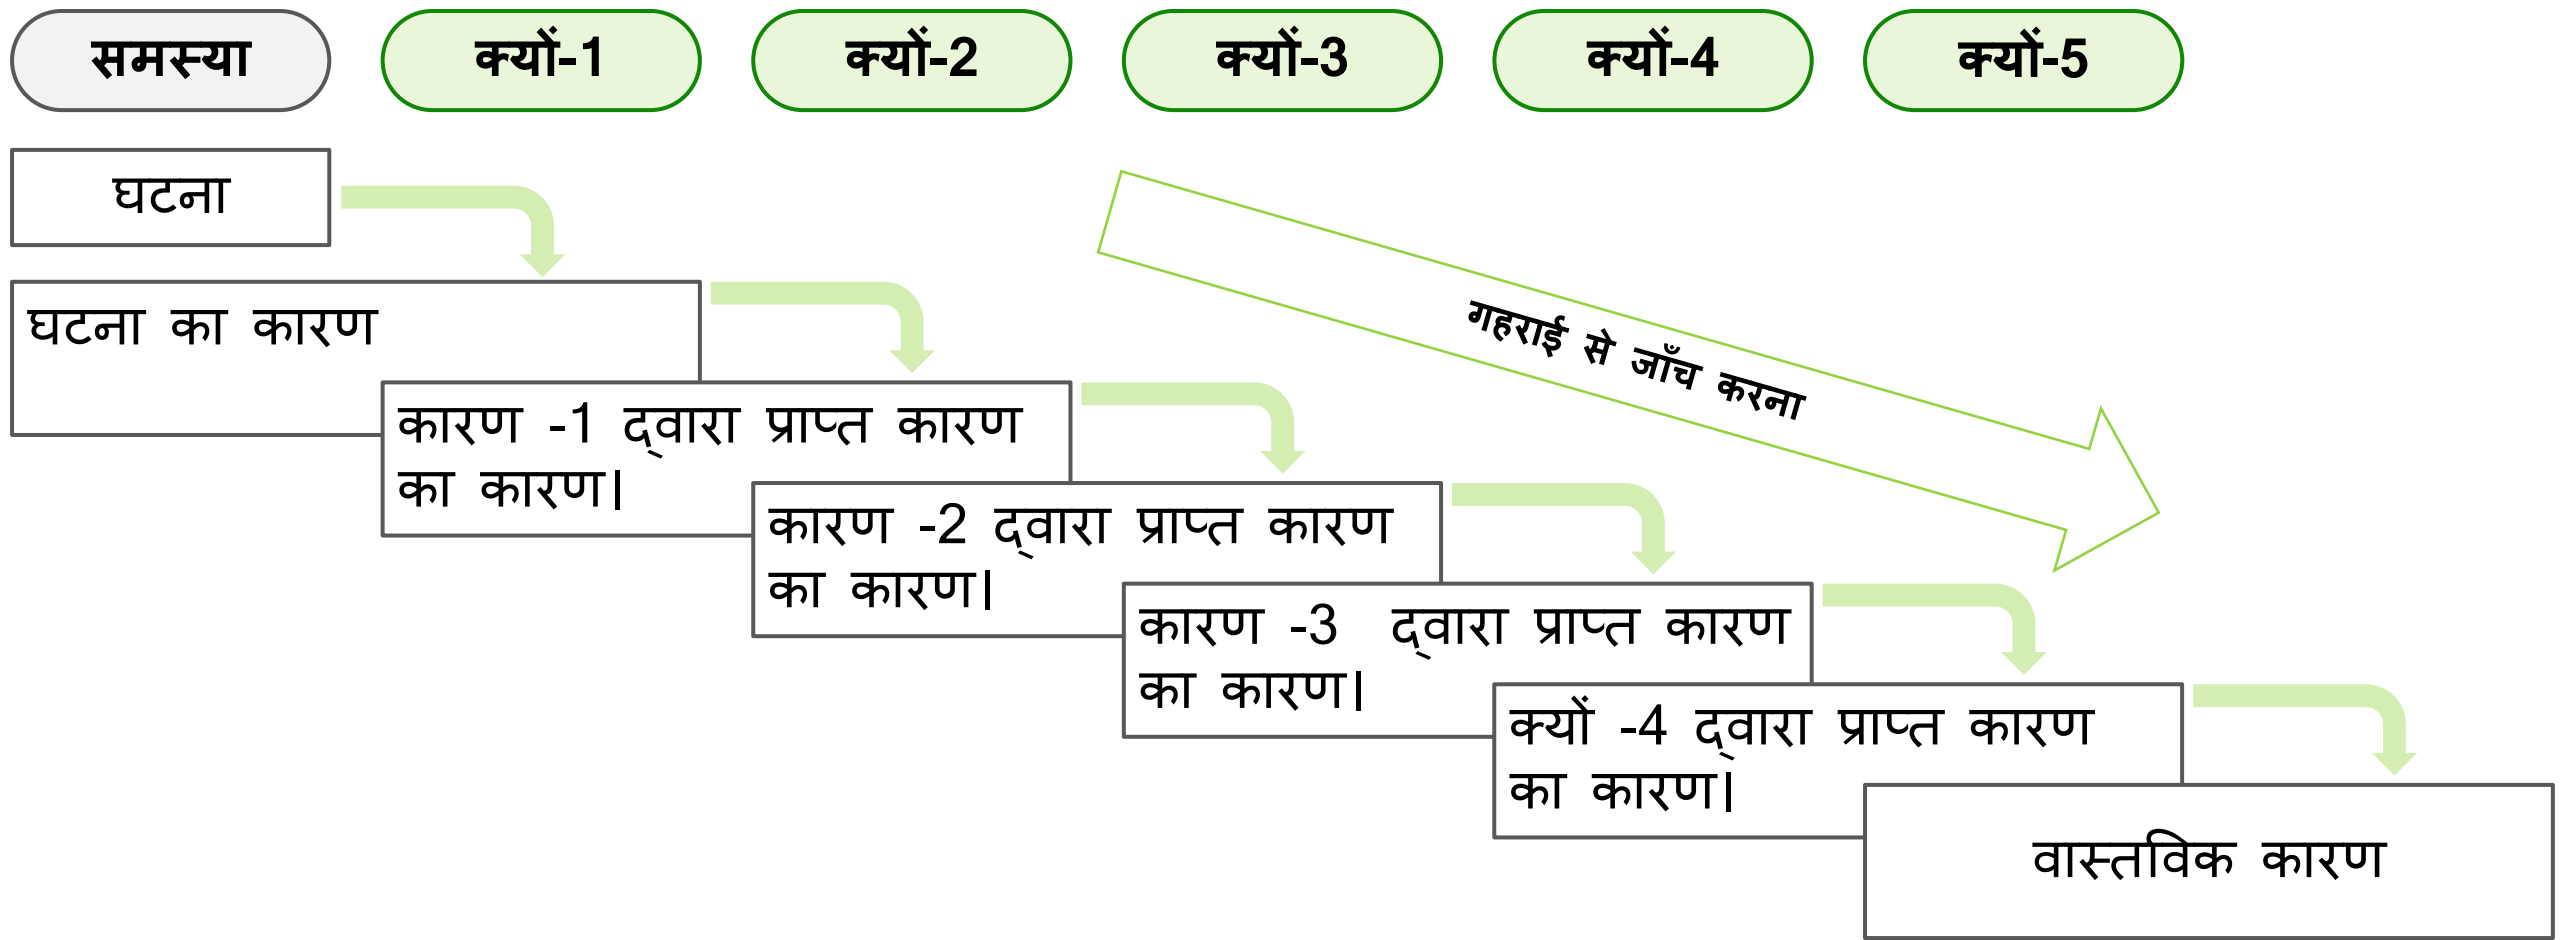 समस्या
क्यों-1
क्यों-2
क्यों-3
क्यों-4
क्यों-5
घटना
घटना का कारण
गहराई से जाँच करना
कारण -1 द्वारा प्राप्त कारण
का कारण।
कारण -2 द्वारा प्राप्त कारण
का कारण।
कारण -3 द्वारा प्राप्त कारण
का कारण।
क्यों -4 द्वारा प्राप्त कारण
का कारण।
वास्तविक कारण